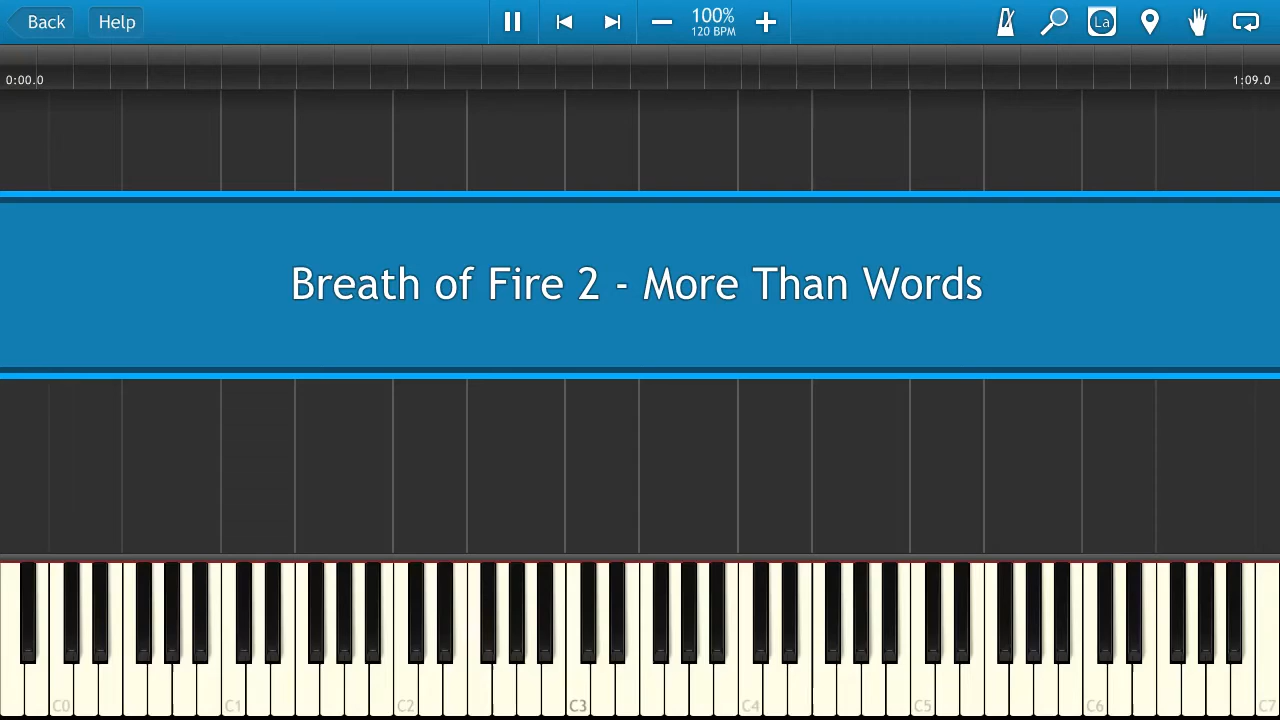 Back Help 100% La
120 BPM
0:00.0 1:09.0
Breath of Fire 2 - More Than Words
C0 C1 C2 C3 C4 C5 C6 C7